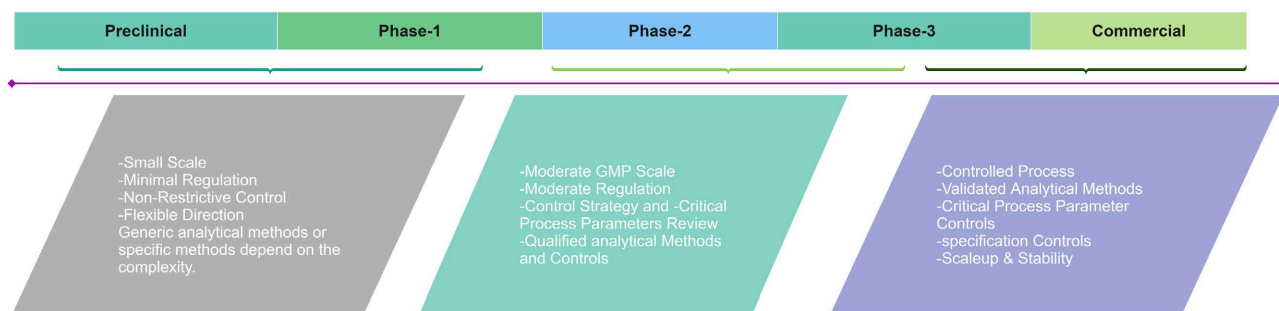 Preclinical
Phase-1
Phase-2
Phase-3
Commercial
-Small Scale
-Minimal Regulation
-Non-Restrictive Control
-Flexible Direction
Generic analytical methods or
specific methods depend on the
complexity.
-Moderate GMP Scale
-Moderate Regulation
-Control Strategy and -Critical
Process Parameters Review
-Qualified analytical Methods
and Controls
-Controlled Process
-Validated Analytical Methods
-Critical Process Parameter
Controls
-specification Controls
-Scaleup & Stability